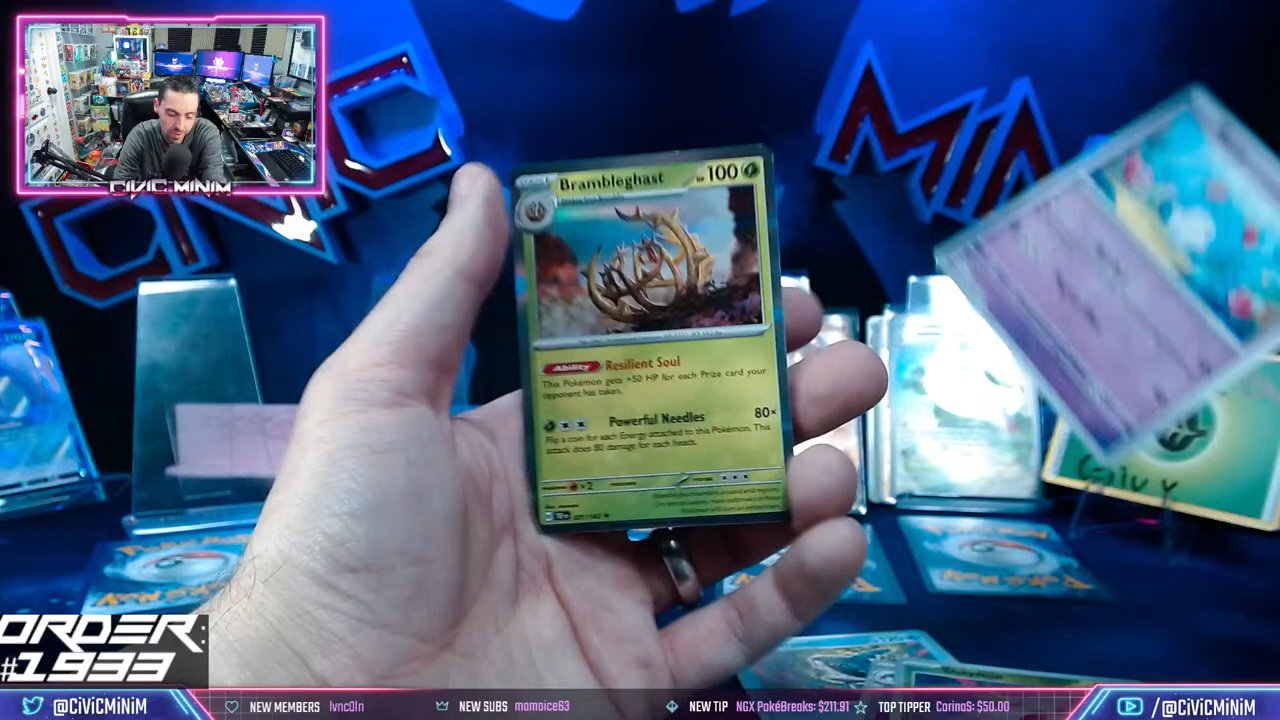 CIVIC MINIM
CIVIC
MINI
Brambleghast
HP 100
Ability Resilient Soul
This Pokémon gets +50 HP for each Prize card your
opponent has taken.
Powerful Needles 80×
Flip a coin for each Energy attached to this Pokémon. This
attack does 80 damage for each heads.
×2
ORDER:
#1933
@CiViCMiNiM
NEW MEMBERS lvnc0ln
NEW SUBS mamoice63
NEW TIP NGX PokéBreaks: $211.91
TOP TIPPER CarinaS: $50.00
/@CiViCMiNiM